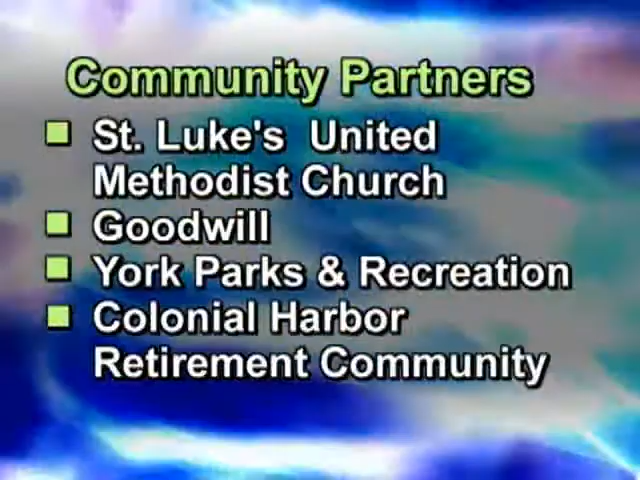 Community Partners
St. Luke's United
Methodist Church
Goodwill
York Parks & Recreation
Colonial Harbor
Retirement Community